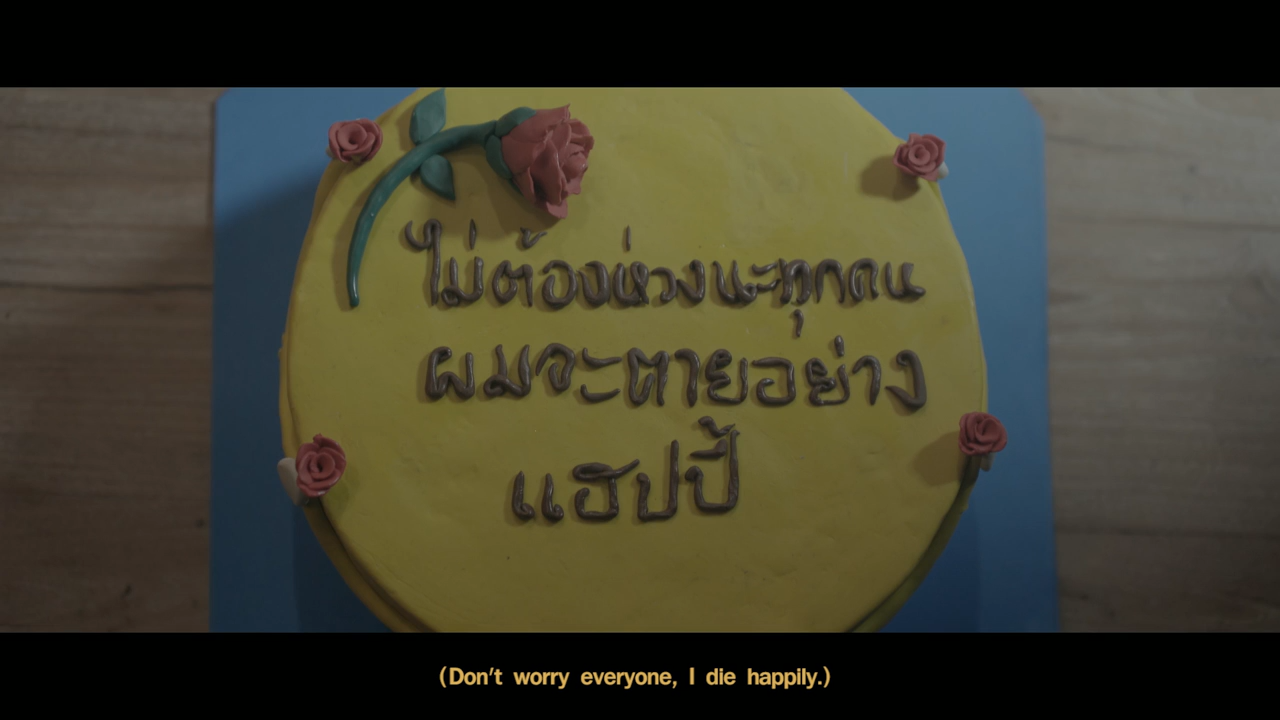 ไม่ต้องห่วงนะทุกคน
ผมจะตายอย่าง
แฮปปี้
(Don't worry everyone, I die happily.)